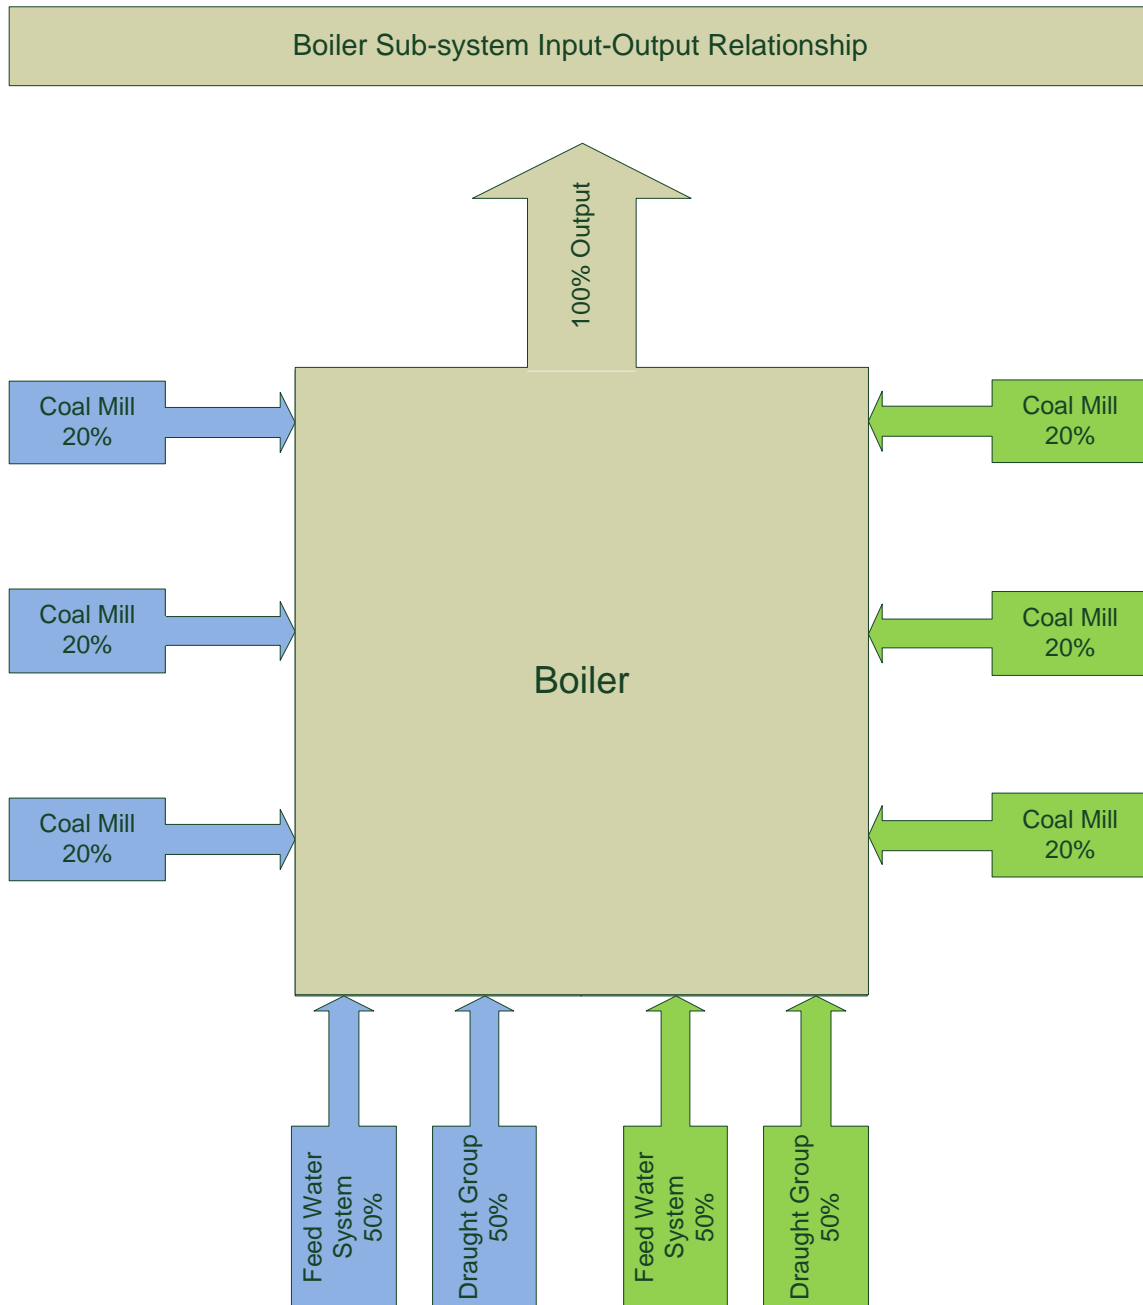 Boiler Sub-system Input-Output Relationship
100% Output
Coal Mill
20%
Coal Mill
20%
Coal Mill
20%
Coal Mill
20%
Boiler
Coal Mill
20%
Coal Mill
20%
Feed Water
System
50%
Draught Group
50%
Feed Water
System
50%
Draught Group
50%